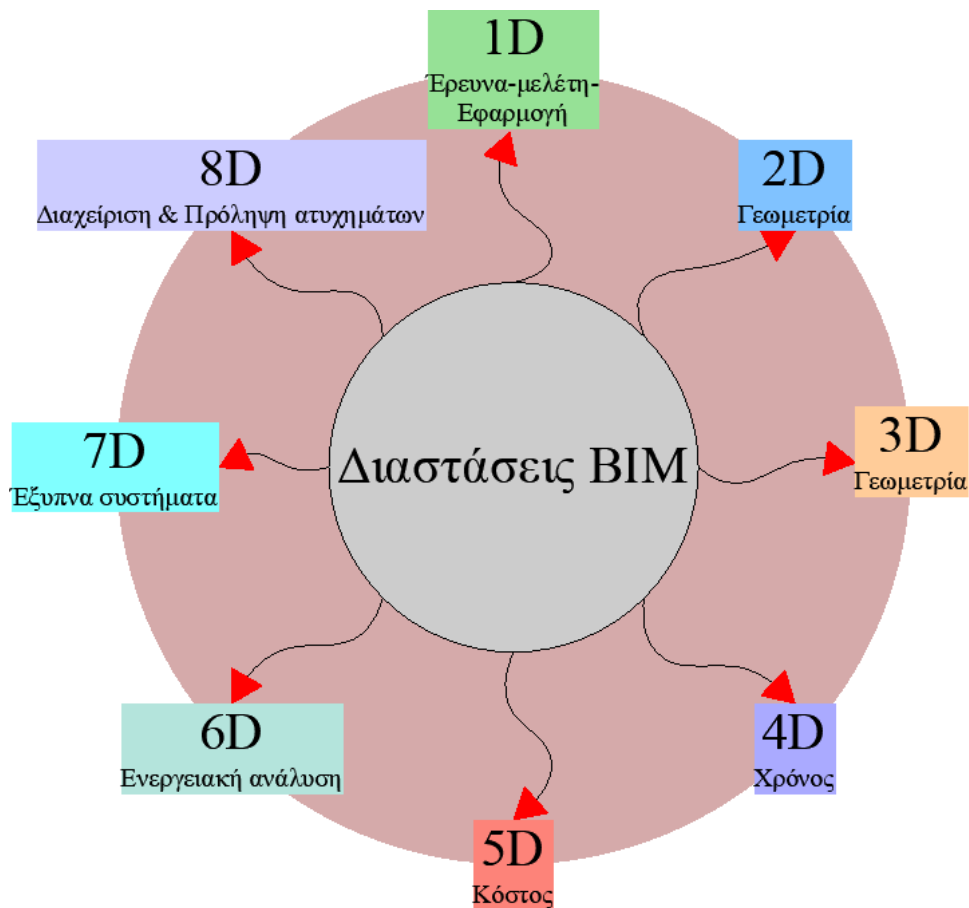 1D
Έρευνα-μελέτη-
Εφαρμογή
2D
Γεωμετρία
3D
Γεωμετρία
4D
Χρόνος
5D
Κόστος
6D
Ενεργειακή ανάλυση
7D
Έξυπνα συστήματα
8D
Διαχείριση & Πρόληψη ατυχημάτων
Διαστάσεις BIM